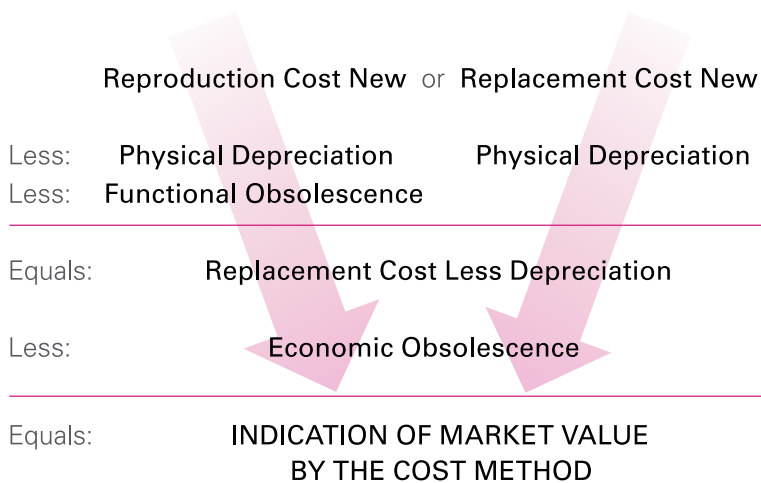 Reproduction Cost New or Replacement Cost New
Less: Physical Depreciation Physical Depreciation
Less: Functional Obsolescence
Equals: Replacement Cost Less Depreciation
Less: Economic Obsolescence
Equals: INDICATION OF MARKET VALUE
BY THE COST METHOD